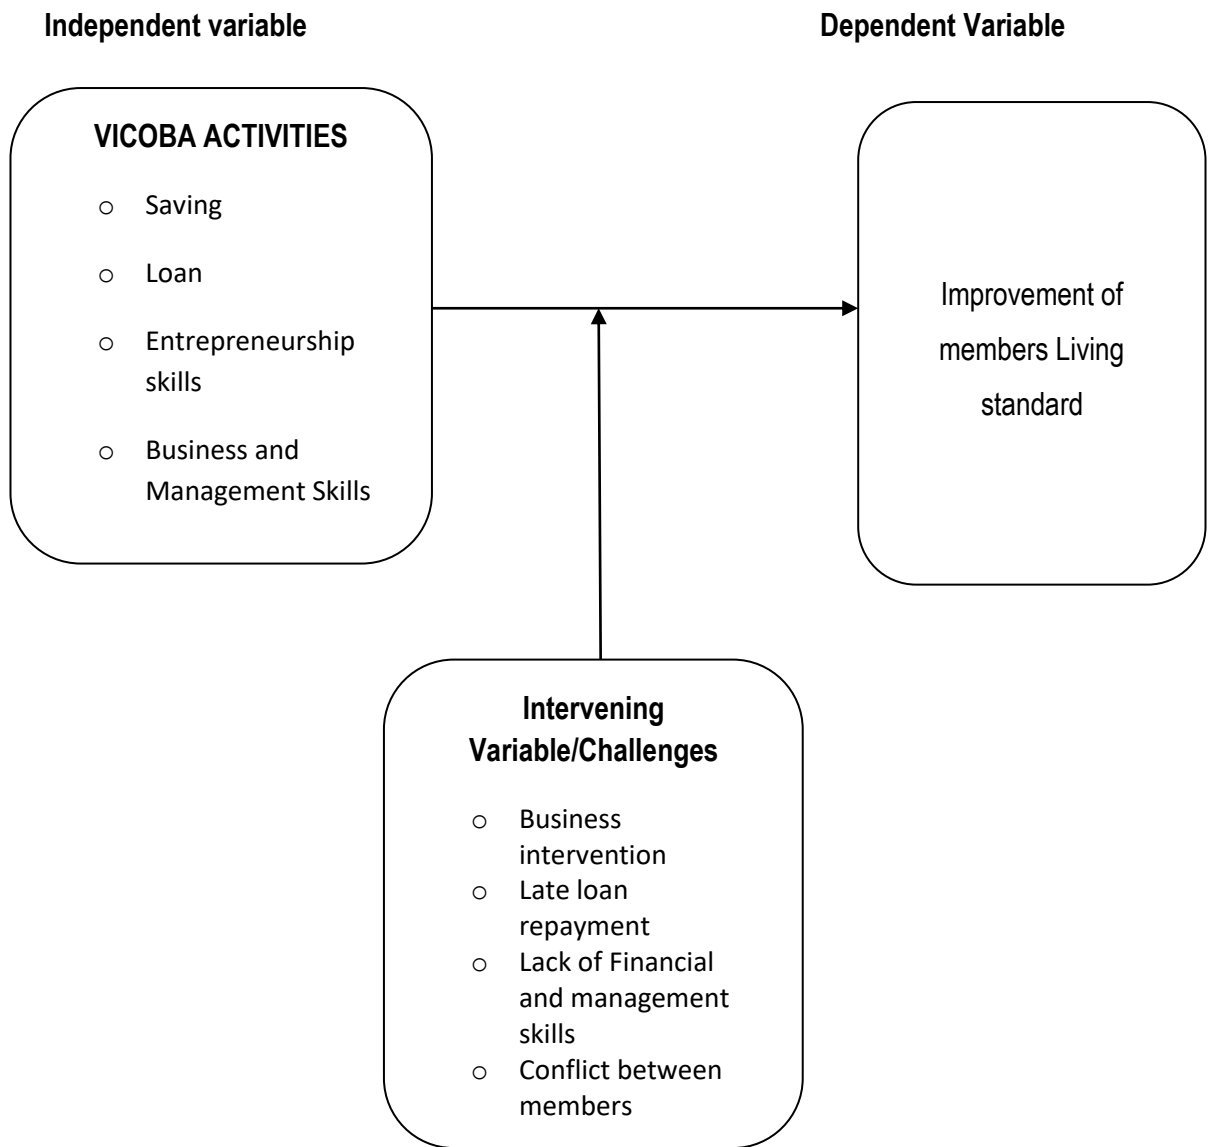 Independent variable
Dependent Variable
VICOBA ACTIVITIES
o Saving
o Loan
o Entrepreneurship
skills
o Business and
Management Skills
Improvement of
members Living
standard
Intervening
Variable/Challenges
o Business
intervention
o Late loan
repayment
o Lack of Financial
and management
skills
o Conflict between
members